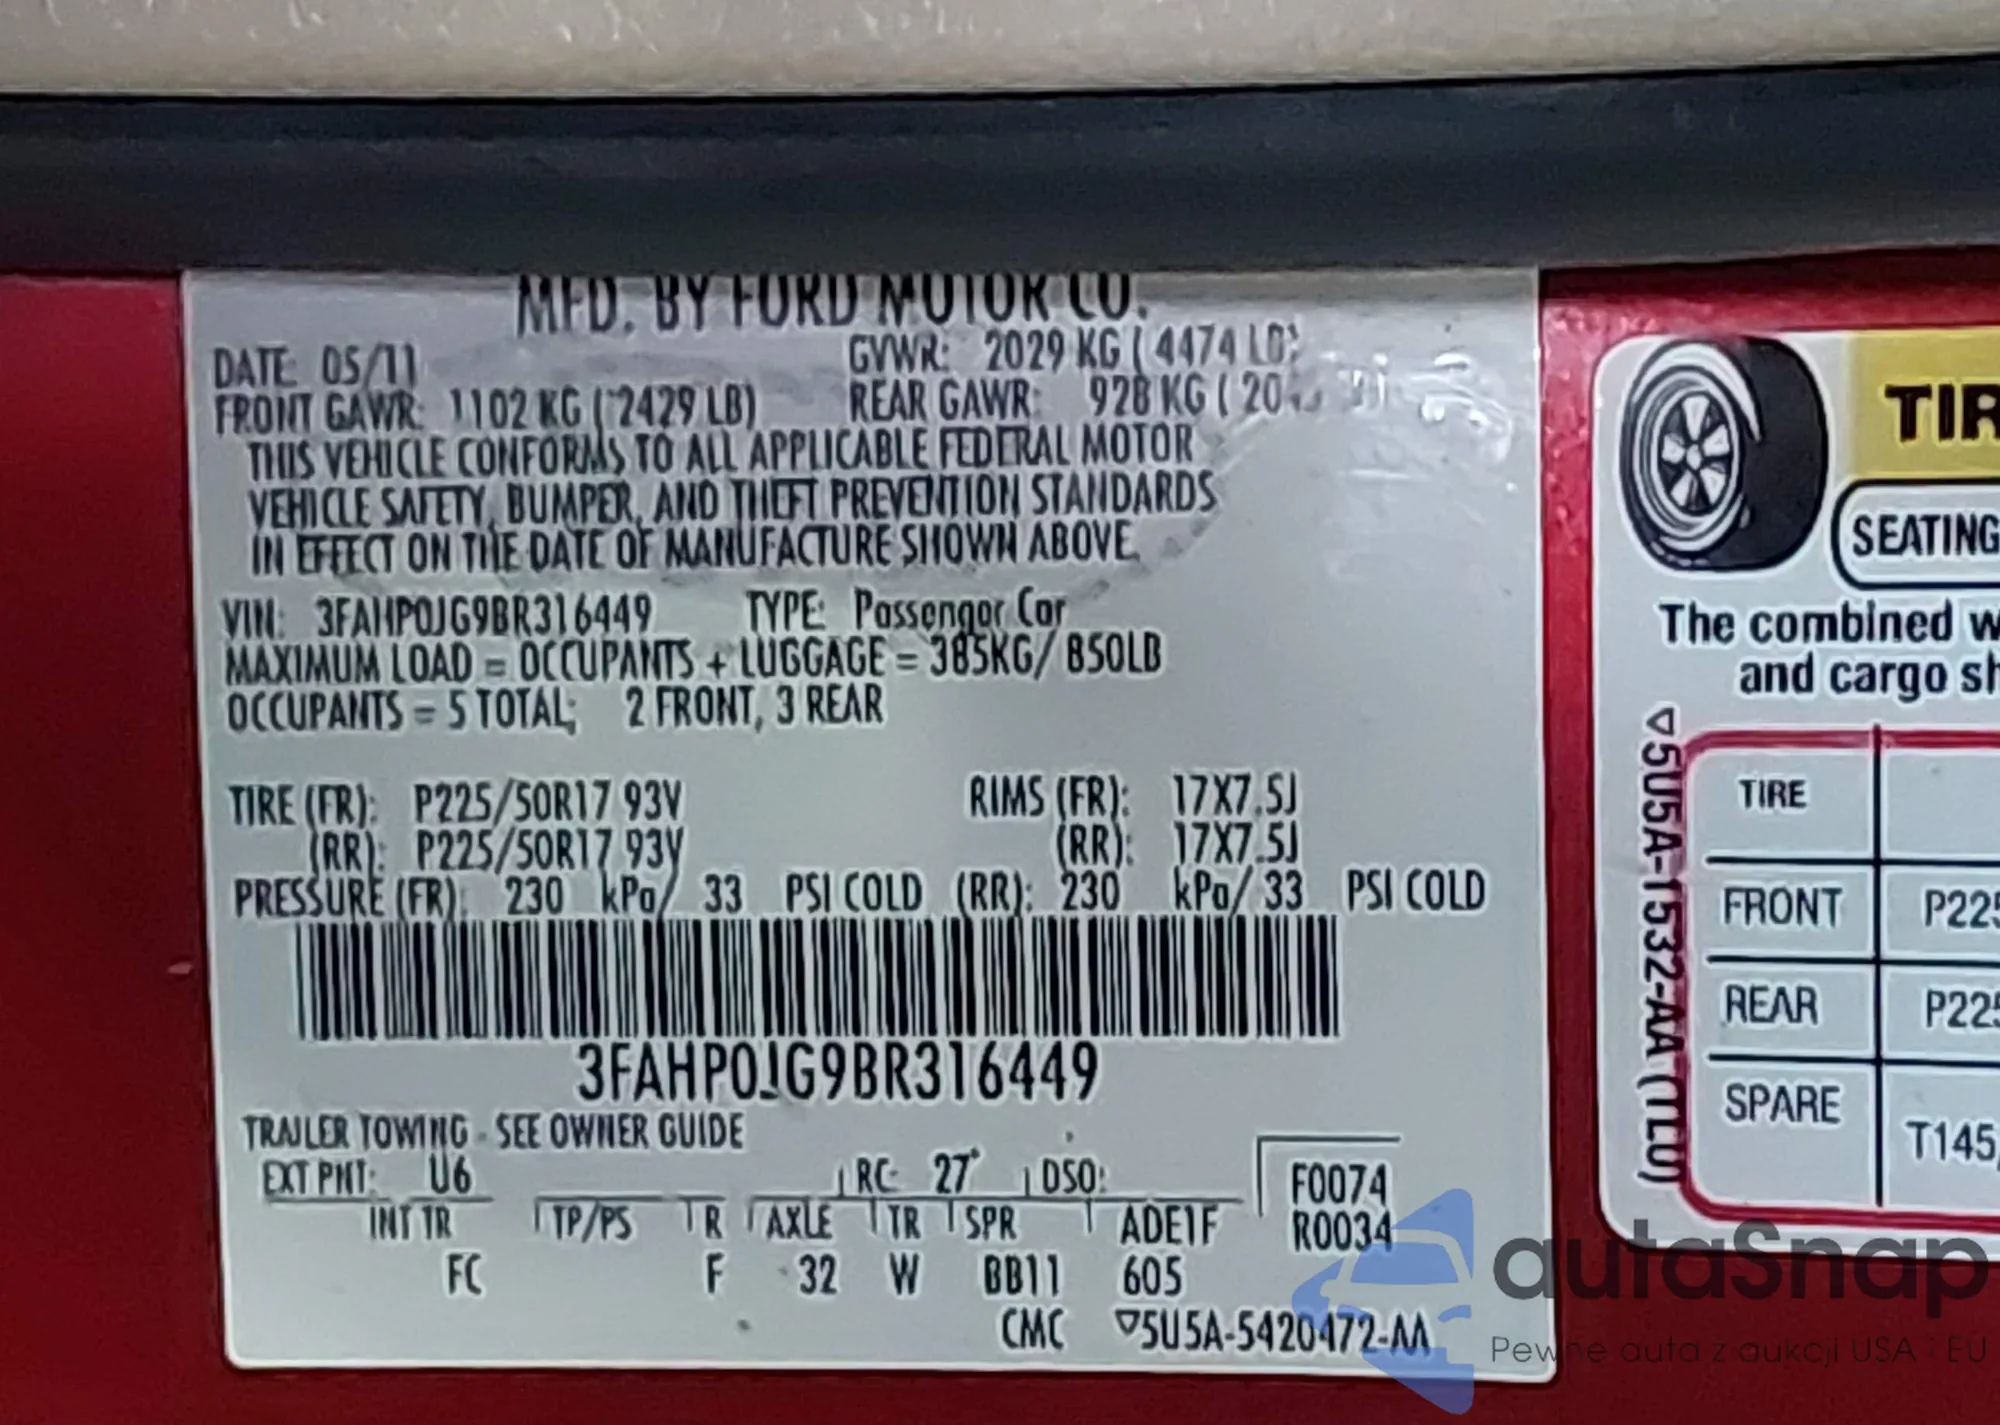 MFD. BY FORD MOTOR CO.
DATE: 05/11 GVWR: 2029 KG ( 4474 LB)
FRONT GAWR: 1102 KG ( 2429 LB) REAR GAWR: 928 KG (
THIS VEHICLE CONFORMS TO ALL APPLICABLE FEDERAL MOTOR
VEHICLE SAFETY, BUMPER, AND THEFT PREVENTION STANDARDS
IN EFFECT ON THE DATE OF MANUFACTURE SHOWN ABOVE.
VIN: 3FAHP0JG9BR316449 TYPE: Passenger Car
MAXIMUM LOAD = OCCUPANTS + LUGGAGE = 385KG/ 850LB
OCCUPANTS = 5 TOTAL; 2 FRONT, 3 REAR
TIRE (FR): P225/50R17 93V RIMS (FR): 17X7.5J
(RR): P225/50R17 93V (RR): 17X7.5J
PRESSURE (FR): 230 kPa/ 33 PSI COLD (RR): 230 kPa/ 33 PSI COLD
3FAHP0JG9BR316449
TRAILER TOWING - SEE OWNER GUIDE
EXT PNT: U6 RC: 27 DSO: F0074
INT TR TP/PS R AXLE TR SPR ADE1F R0034
FC F 32 W BB11 605
CMC ▽5U5A-5420472-AA
TIR
SEATING
The combined w
and cargo sh
▽5U5A-1532-AA (TLU)
TIRE
FRONT P225
REAR P225
SPARE T145/
autaSnap
Pewne auta z aukcji USA i EU